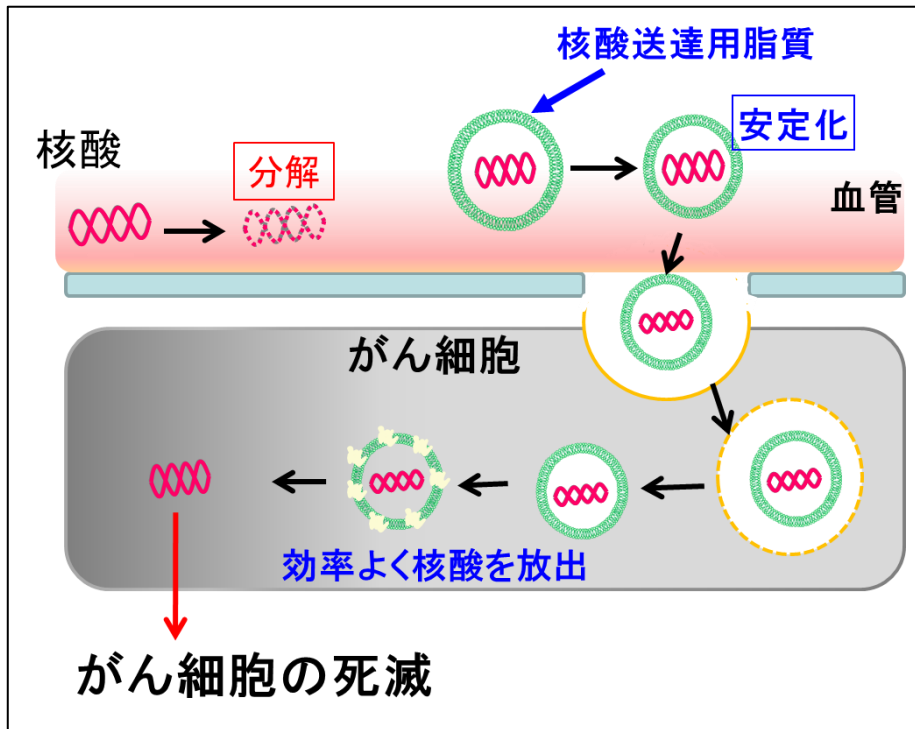 核酸送達用脂質
核酸
分解
安定化
血管
がん細胞
効率よく核酸を放出
がん細胞の死滅